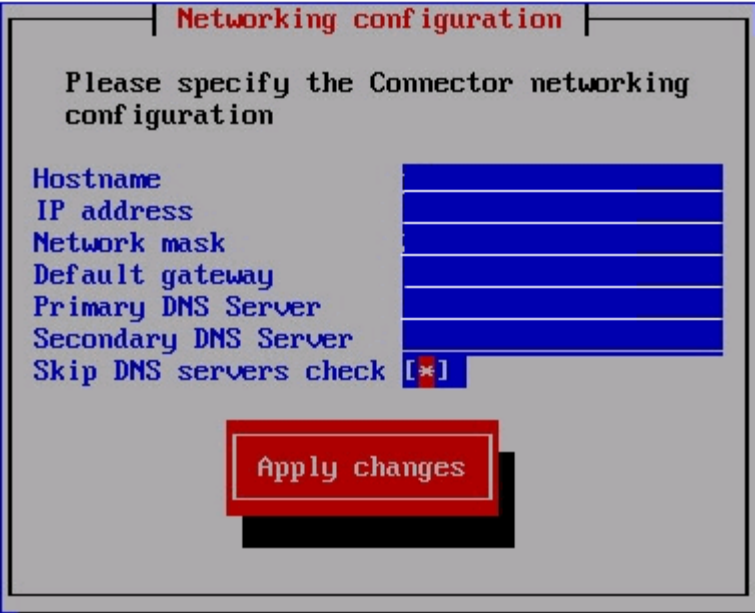 Networking configuration
Please specify the Connector networking
configuration
Hostname
IP address
Network mask
Default gateway
Primary DNS Server
Secondary DNS Server
Skip DNS servers check [*]
Apply changes